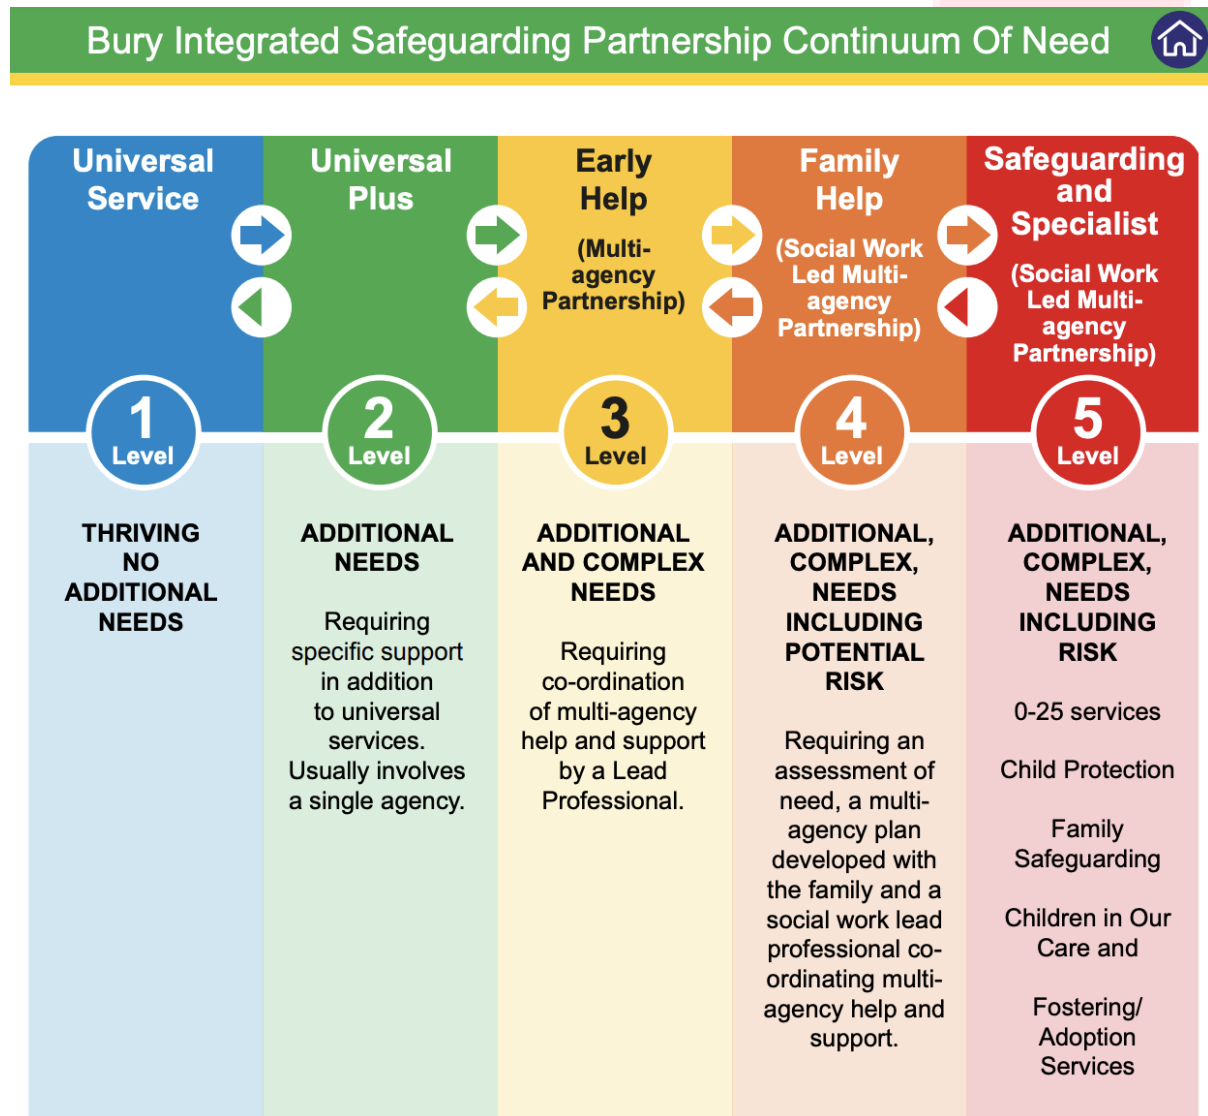 Bury Integrated Safeguarding Partnership Continuum Of Need
Universal
Service
Universal
Plus
Early
Help
(Multi-
agency
Partnership)
Family
Help
(Social Work
Led Multi-
agency
Partnership)
Safeguarding
and
Specialist
(Social Work
Led Multi-
agency
Partnership)
1
Level
2
Level
3
Level
4
Level
5
Level
THRIVING
NO
ADDITIONAL
NEEDS
ADDITIONAL
NEEDS
Requiring
specific support
in addition
to universal
services.
Usually involves
a single agency.
ADDITIONAL
AND COMPLEX
NEEDS
Requiring
co-ordination
of multi-agency
help and support
by a Lead
Professional.
ADDITIONAL,
COMPLEX,
NEEDS
INCLUDING
POTENTIAL
RISK
Requiring an
assessment of
need, a multi-
agency plan
developed with
the family and a
social work lead
professional co-
ordinating multi-
agency help and
support.
ADDITIONAL,
COMPLEX,
NEEDS
INCLUDING
RISK
0-25 services
Child Protection
Family
Safeguarding
Children in Our
Care and
Fostering/
Adoption
Services